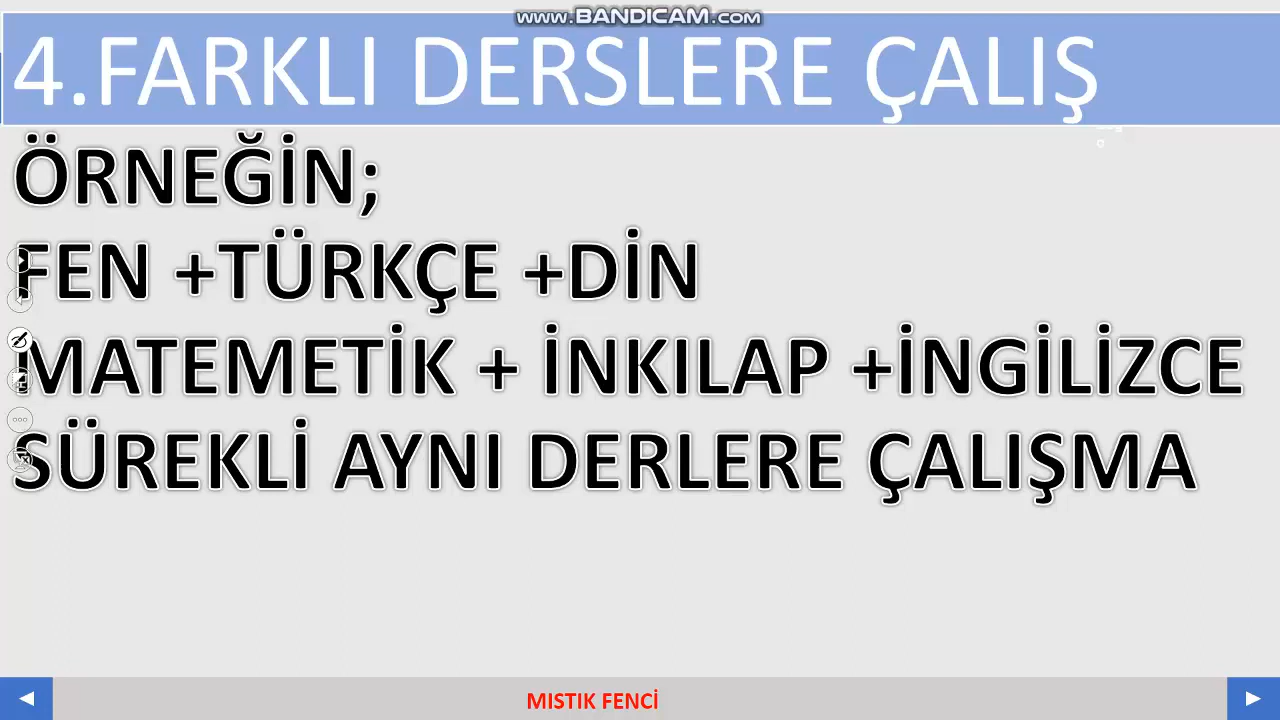 www.BANDICAM.com
4.FARKLI DERSLERE ÇALIŞ
ÖRNEĞİN;
FEN +TÜRKÇE +DİN
MATEMETİK + İNKILAP +İNGİLİZCE
SÜREKLİ AYNI DERLERE ÇALIŞMA
MISTIK FENCİ